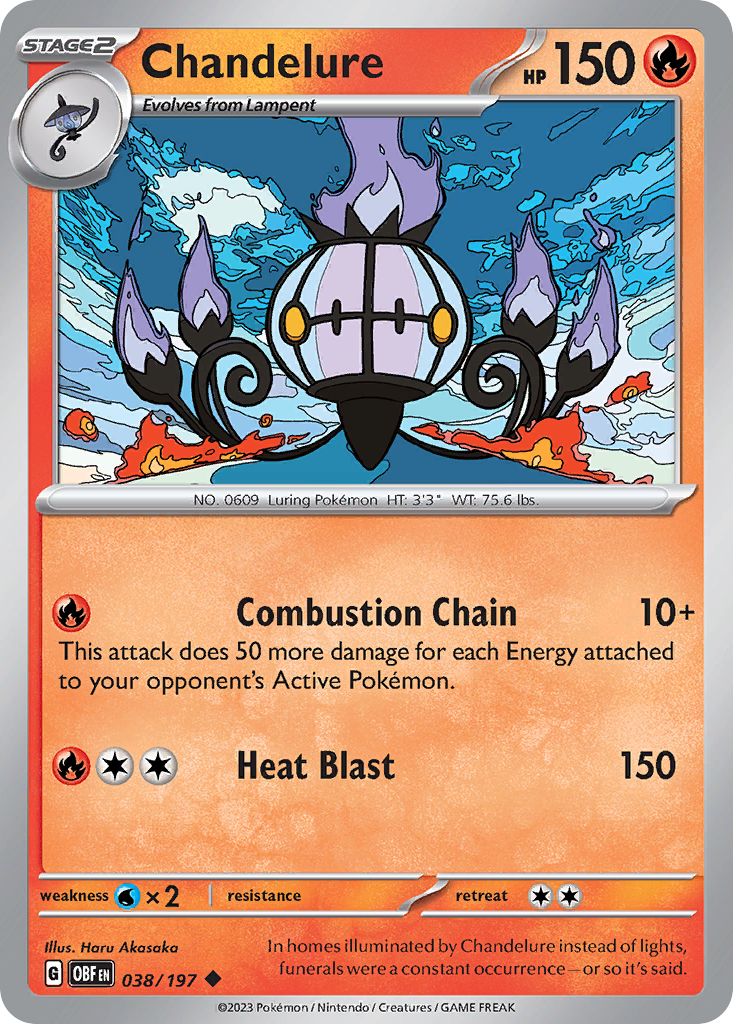 STAGE2
Chandelure
HP 150
Evolves from Lampent
NO. 0609 Luring Pokémon HT: 3'3" WT: 75.6 lbs.
Combustion Chain 10+
This attack does 50 more damage for each Energy attached
to your opponent's Active Pokémon.
Heat Blast 150
weakness ×2 resistance retreat
Illus. Haru Akasaka
In homes illuminated by Chandelure instead of lights,
funerals were a constant occurrence—or so it's said.
G OBF EN 038/197
©2023 Pokémon / Nintendo / Creatures / GAME FREAK